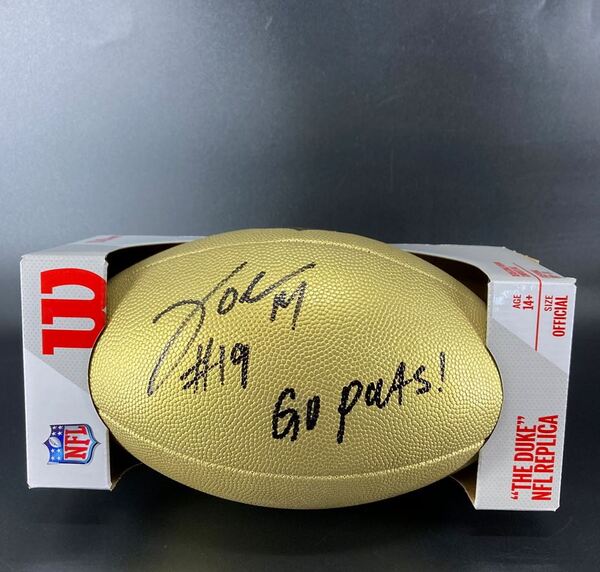 W
NFL
#19
GO PATS!
AGE
14+
SIZE
OFFICIAL
"THE DUKE"
NFL REPLICA